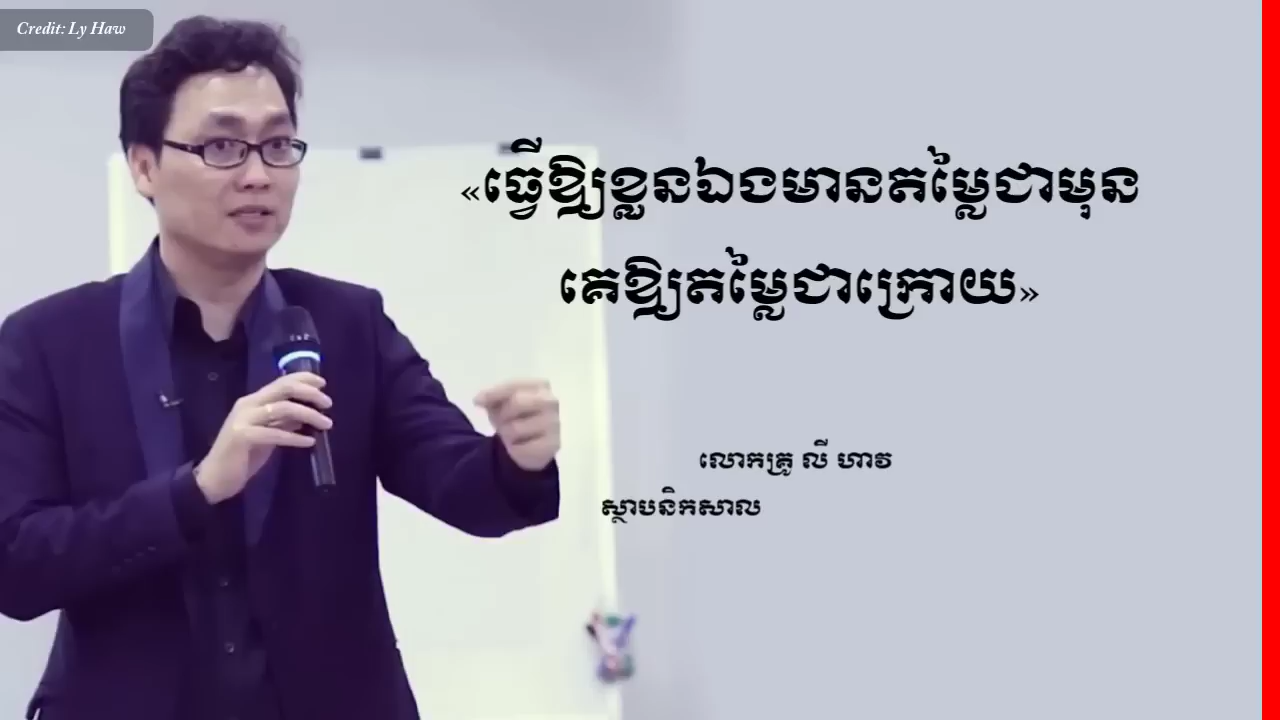 Credit: Ly Haw
«ធ្វើឱ្យខ្លួនឯងមានតម្លៃជាមុន
គេឱ្យតម្លៃជាក្រោយ»
លោកគ្រូ លី ហាវ
ស្ថាបនិកសាល